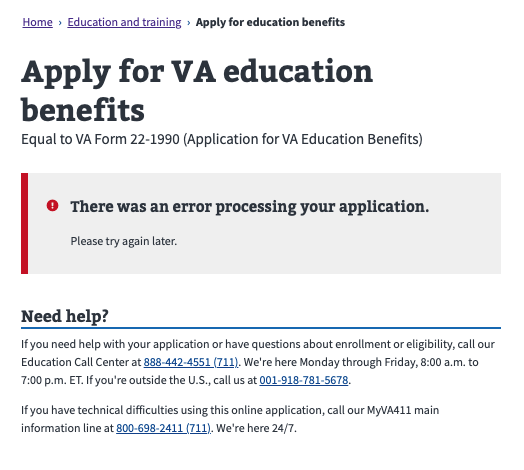 Home › Education and training › Apply for education benefits
Apply for VA education
benefits
Equal to VA Form 22-1990 (Application for VA Education Benefits)
There was an error processing your application.
Please try again later.
Need help?
If you need help with your application or have questions about enrollment or eligibility, call our
Education Call Center at 888-442-4551 (711). We're here Monday through Friday, 8:00 a.m. to
7:00 p.m. ET. If you're outside the U.S., call us at 001-918-781-5678.
If you have technical difficulties using this online application, call our MyVA411 main
information line at 800-698-2411 (711). We're here 24/7.